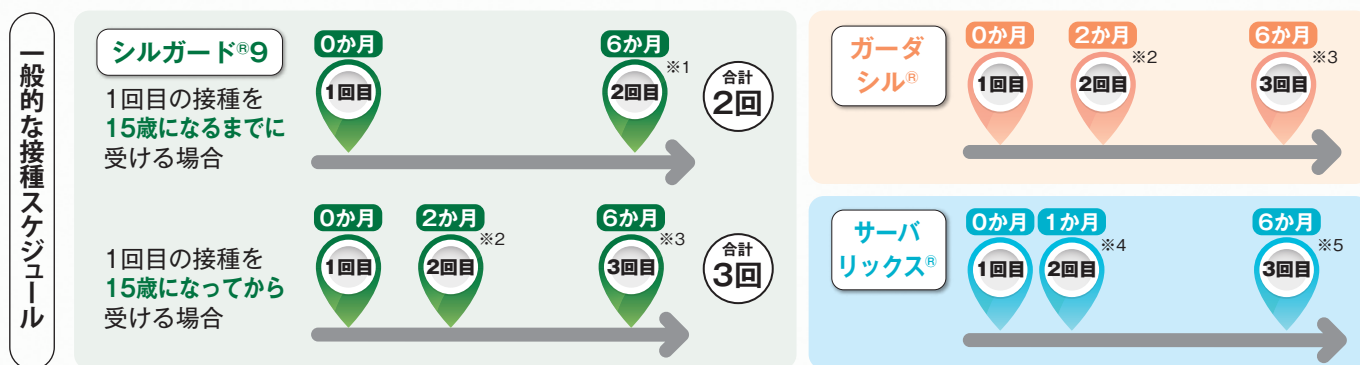 一般的な接種スケジュール
シルガード®9
1回目の接種を
15歳になるまでに
受ける場合
0か月
1回目
6か月
※1
2回目
合計
2回
1回目の接種を
15歳になってから
受ける場合
0か月
1回目
2か月
※2
2回目
6か月
※3
3回目
合計
3回
ガーダ
シル®
0か月
1回目
2か月
※2
2回目
6か月
※3
3回目
サーバ
リックス®
0か月
1回目
1か月
※4
2回目
6か月
※5
3回目